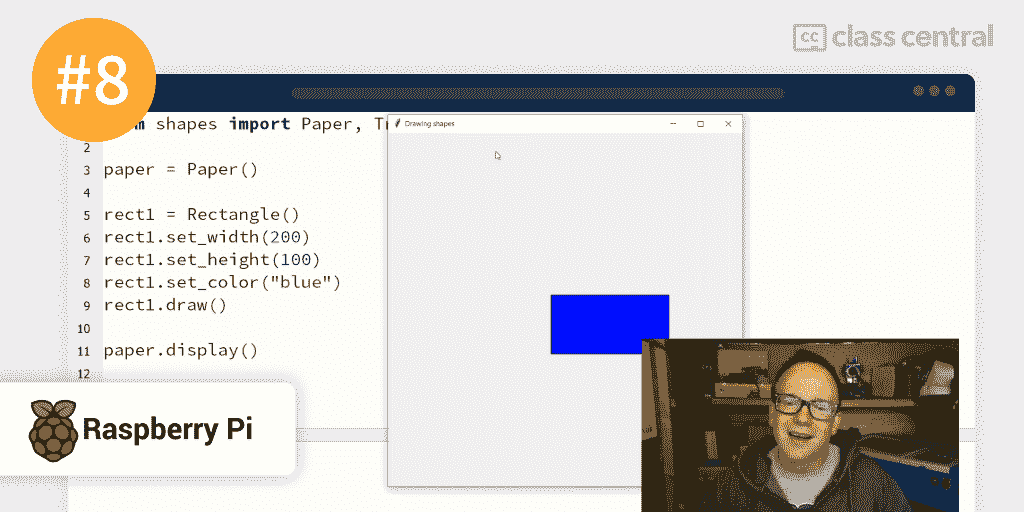 #8
class central
m shapes import Paper, Tr
Drawing shapes
2
3 paper = Paper()
4
5 rect1 = Rectangle()
6 rect1.set_width(200)
7 rect1.set_height(100)
8 rect1.set_color("blue")
9 rect1.draw()
10
11 paper.display()
12
Raspberry Pi